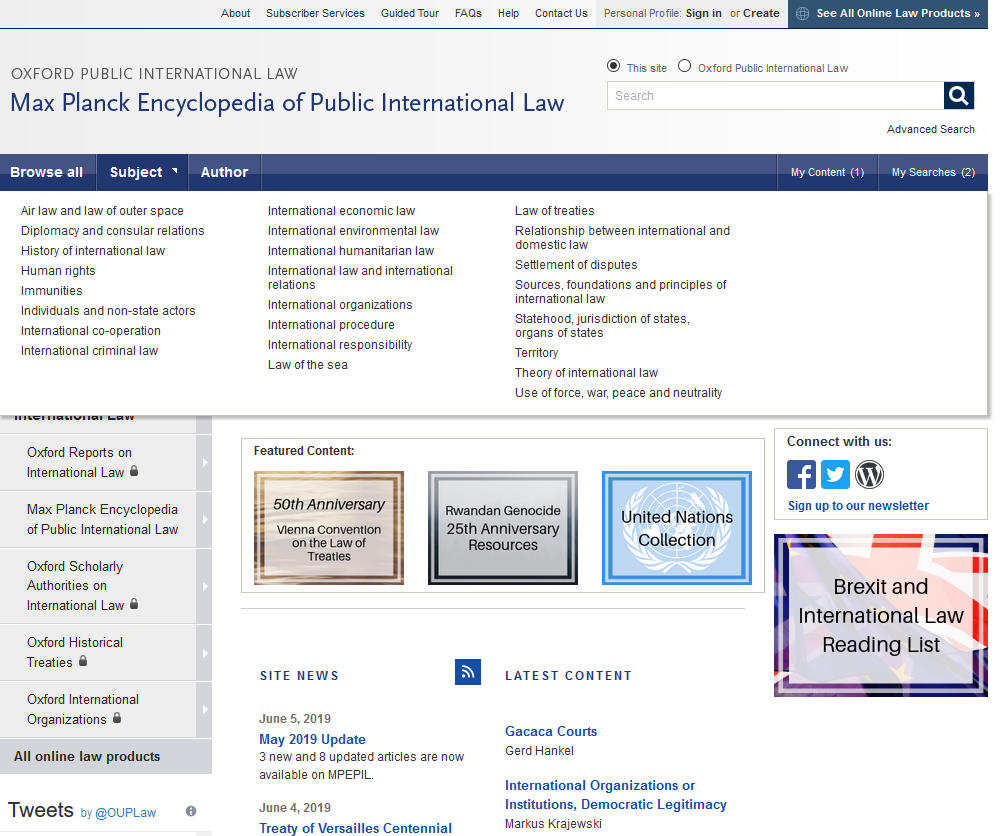 About Subscriber Services Guided Tour FAQs Help Contact Us Personal Profile: Sign in or Create See All Online Law Products »
OXFORD PUBLIC INTERNATIONAL LAW
Max Planck Encyclopedia of Public International Law
This site Oxford Public International Law
Search
Advanced Search
Browse all Subject Author My Content (1) My Searches (2)
Air law and law of outer space
Diplomacy and consular relations
History of international law
Human rights
Immunities
Individuals and non-state actors
International co-operation
International criminal law
International economic law
International environmental law
International humanitarian law
International law and international
relations
International organizations
International procedure
International responsibility
Law of the sea
Law of treaties
Relationship between international and
domestic law
Settlement of disputes
Sources, foundations and principles of
international law
Statehood, jurisdiction of states,
organs of states
Territory
Theory of international law
Use of force, war, peace and neutrality
International Law
Oxford Reports on
International Law
Max Planck Encyclopedia
of Public International Law
Oxford Scholarly
Authorities on
International Law
Oxford Historical
Treaties
Oxford International
Organizations
All online law products
Tweets by @OUPLaw
Featured Content:
50th Anniversary
Vienna Convention
on the Law of
Treaties
Rwandan Genocide
25th Anniversary
Resources
United Nations
Collection
Connect with us:
Sign up to our newsletter
Brexit and
International Law
Reading List
SITE NEWS
June 5, 2019
May 2019 Update
3 new and 8 updated articles are now
available on MPEPIL.
June 4, 2019
Treaty of Versailles Centennial
LATEST CONTENT
Gacaca Courts
Gerd Hankel
International Organizations or
Institutions, Democratic Legitimacy
Markus Krajewski